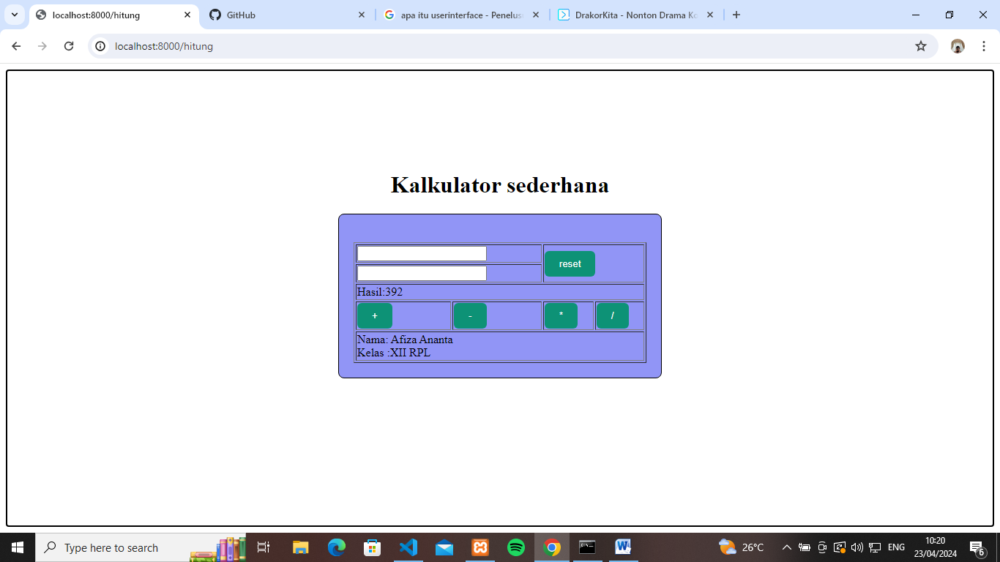 localhost:8000/hitung
GitHub
apa itu userinterface - Penelus
DrakorKita - Nonton Drama Ko
localhost:8000/hitung
Kalkulator sederhana
reset
Hasil:392
+ - * /
Nama: Afiza Ananta
Kelas :XII RPL
Type here to search
26°C
ENG
10:20
23/04/2024
6